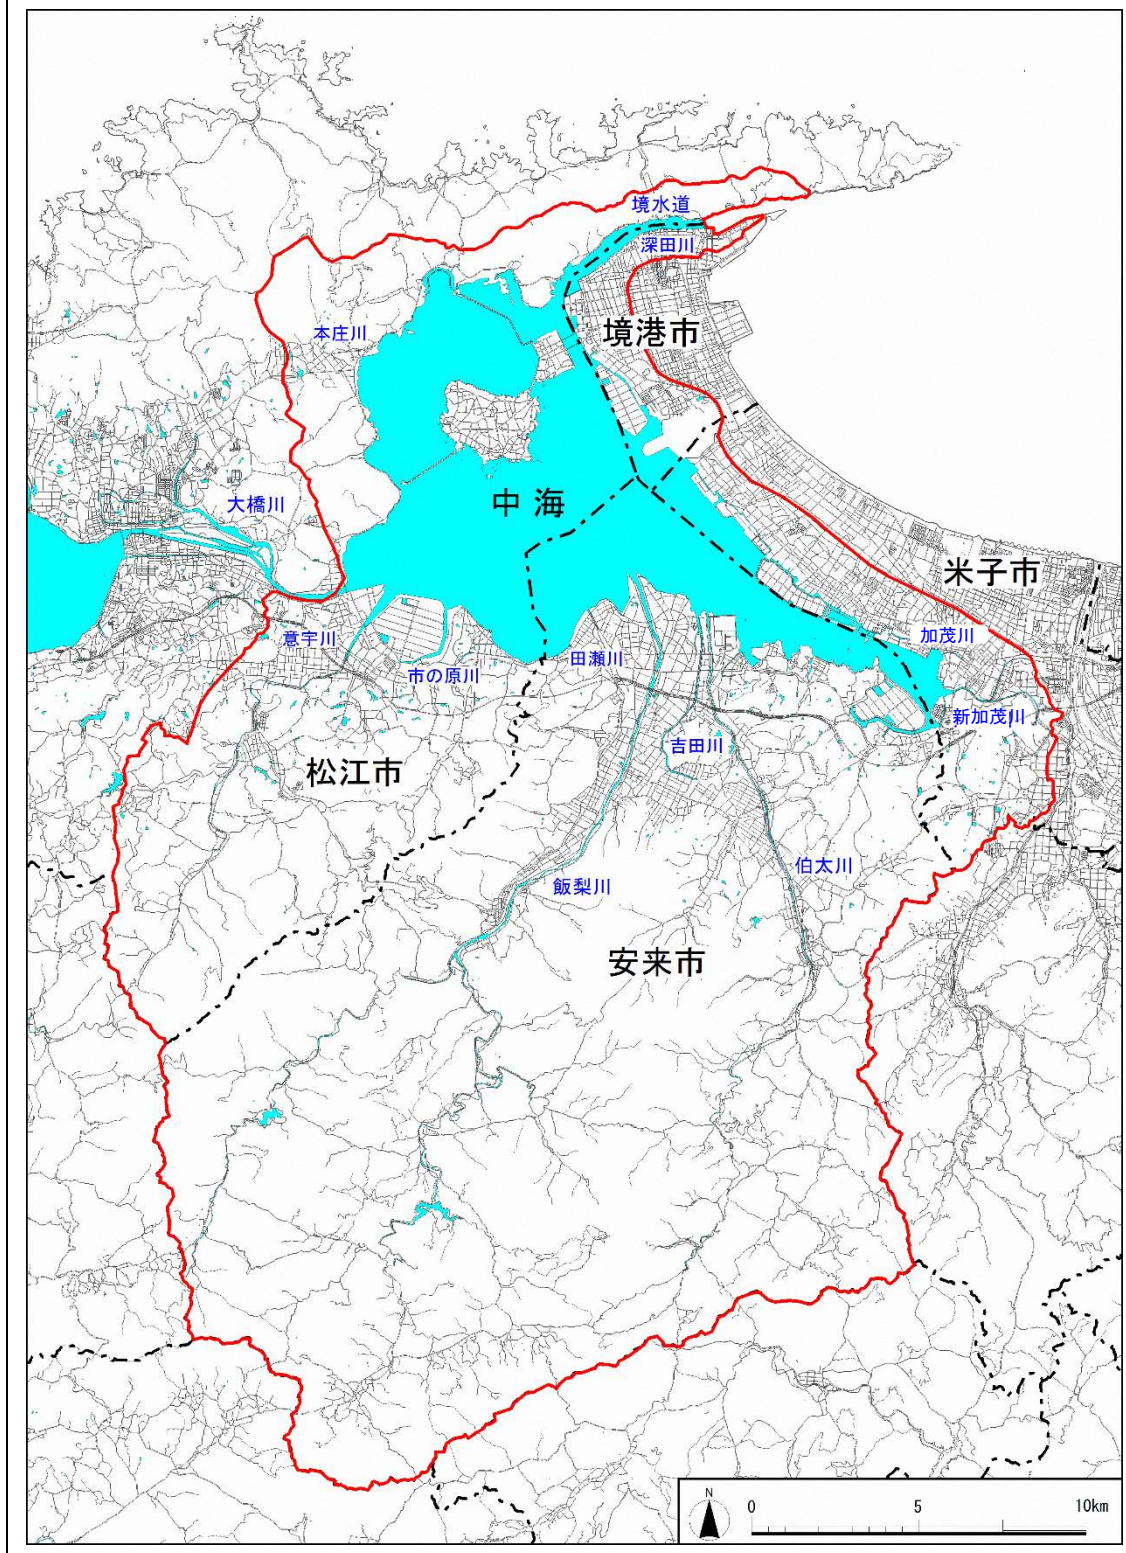 境水道
深田川
境港市
本庄川
中海
大橋川
米子市
加茂川
意宇川
田瀬川
市の原川
新加茂川
吉田川
松江市
伯太川
飯梨川
安来市
N
0 5 10km